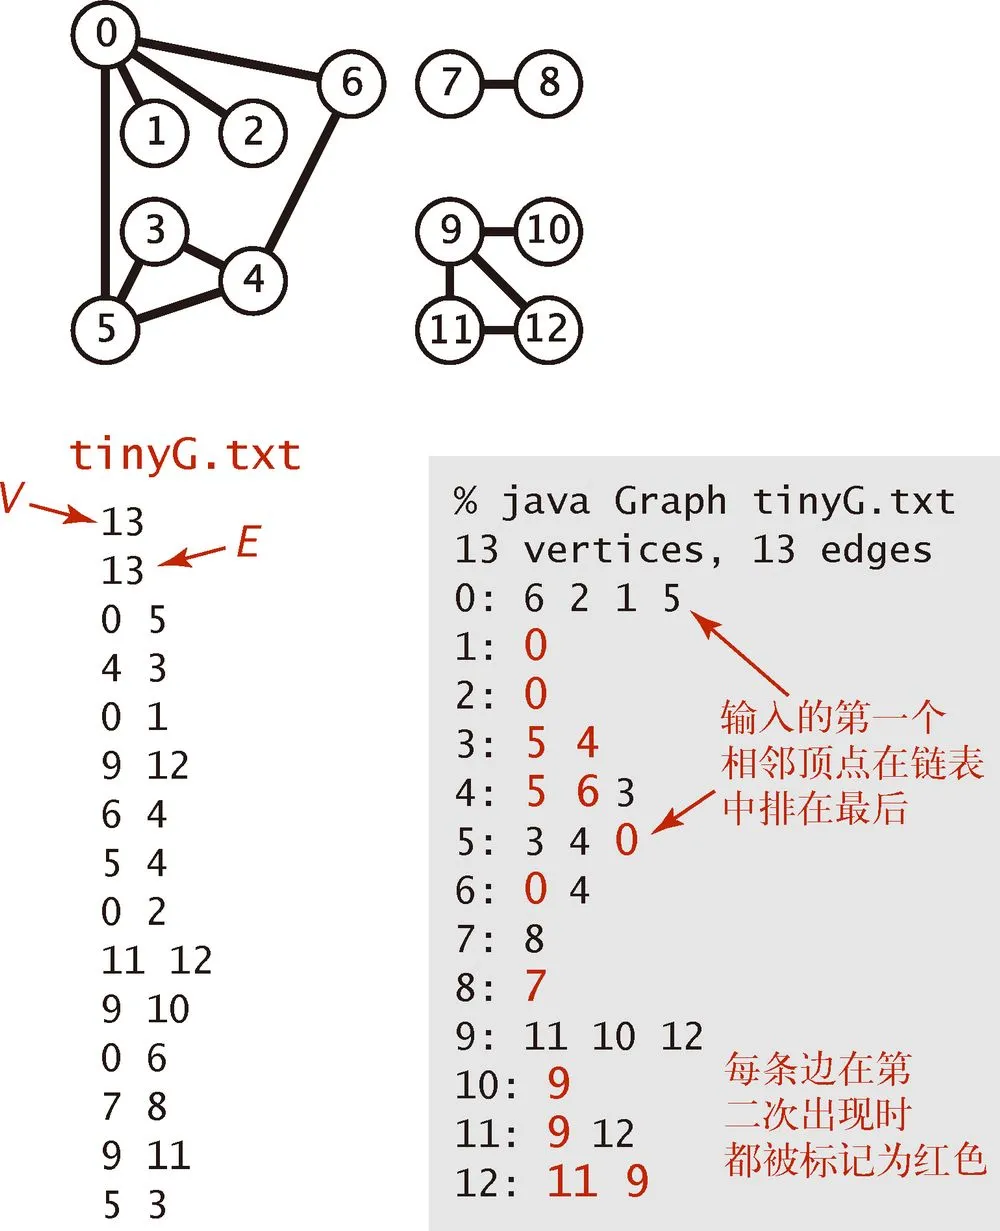 0
6
7
8
1
2
3
9
10
4
5
11
12
tinyG.txt
V
13
E
13
0 5
4 3
0 1
9 12
6 4
5 4
0 2
11 12
9 10
0 6
7 8
9 11
5 3
% java Graph tinyG.txt
13 vertices, 13 edges
0: 6 2 1 5
1: 0
2: 0
3: 5 4
4: 5 6 3
5: 3 4 0
6: 0 4
7: 8
8: 7
9: 11 10 12
10: 9
11: 9 12
12: 11 9
输入的第一个
相邻顶点在链表
中排在最后
每条边在第
二次出现时
都被标记为红色